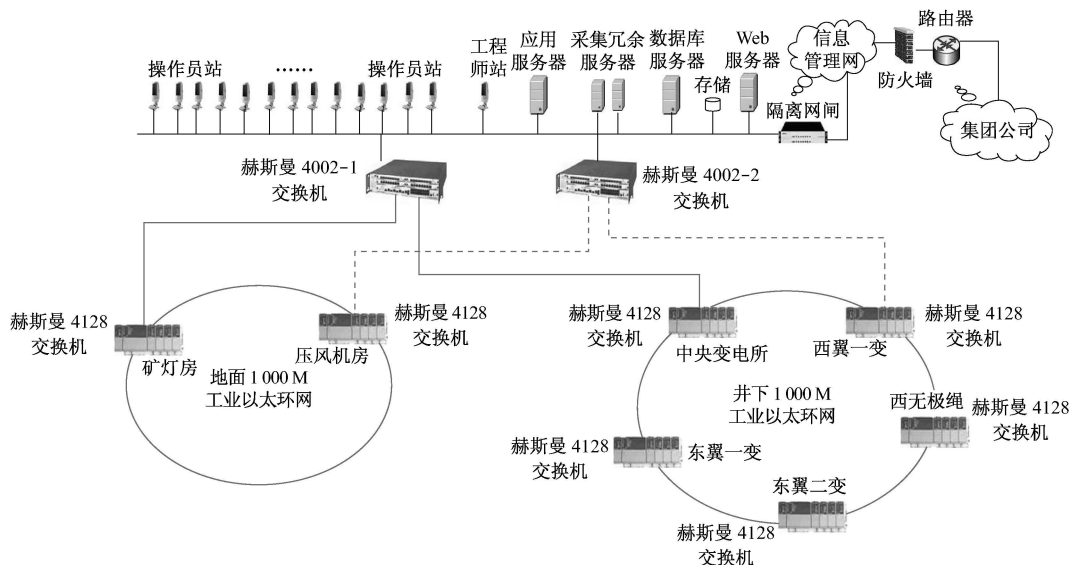 操作员站
……
操作员站
工程
师站
应用
服务器
采集冗余
服务器
数据库
服务器
存储
Web
服务器
隔离网闸
信息
管理网
防火墙
路由器
集团公司
赫斯曼 4002-1
交换机
赫斯曼 4002-2
交换机
赫斯曼 4128
交换机
矿灯房
赫斯曼 4128
交换机
压风机房
地面 1 000 M
工业以太环网
赫斯曼 4128
交换机
中央变电所
赫斯曼 4128
交换机
西翼一变
井下 1 000 M
工业以太环网
西无极绳
赫斯曼 4128
交换机
赫斯曼 4128
交换机
东翼一变
东翼二变
赫斯曼 4128
交换机